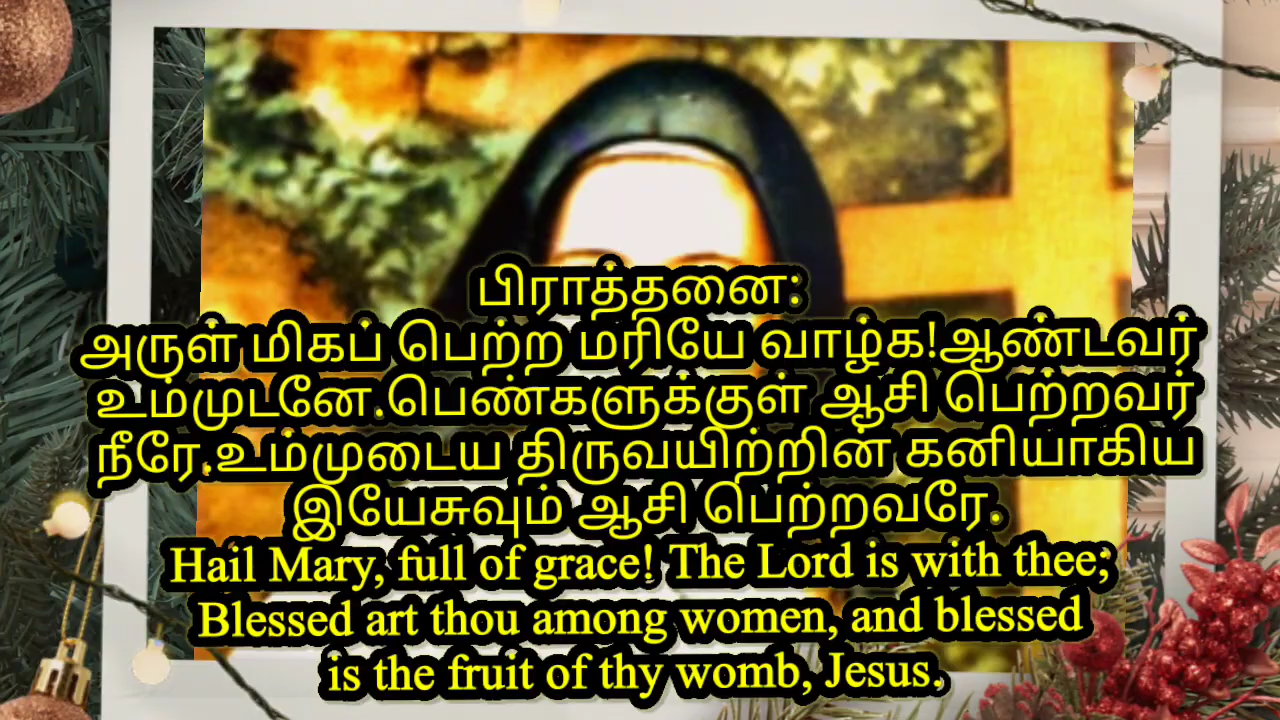 பிராத்தனை:
அருள் மிகப் பெற்ற மரியே வாழ்க!ஆண்டவர்
உம்முடனே.பெண்களுக்குள் ஆசி பெற்றவர்
நீரே.உம்முடைய திருவயிற்றின் கனியாகிய
இயேசுவும் ஆசி பெற்றவரே.
Hail Mary, full of grace! The Lord is with thee;
Blessed art thou among women, and blessed
is the fruit of thy womb, Jesus.